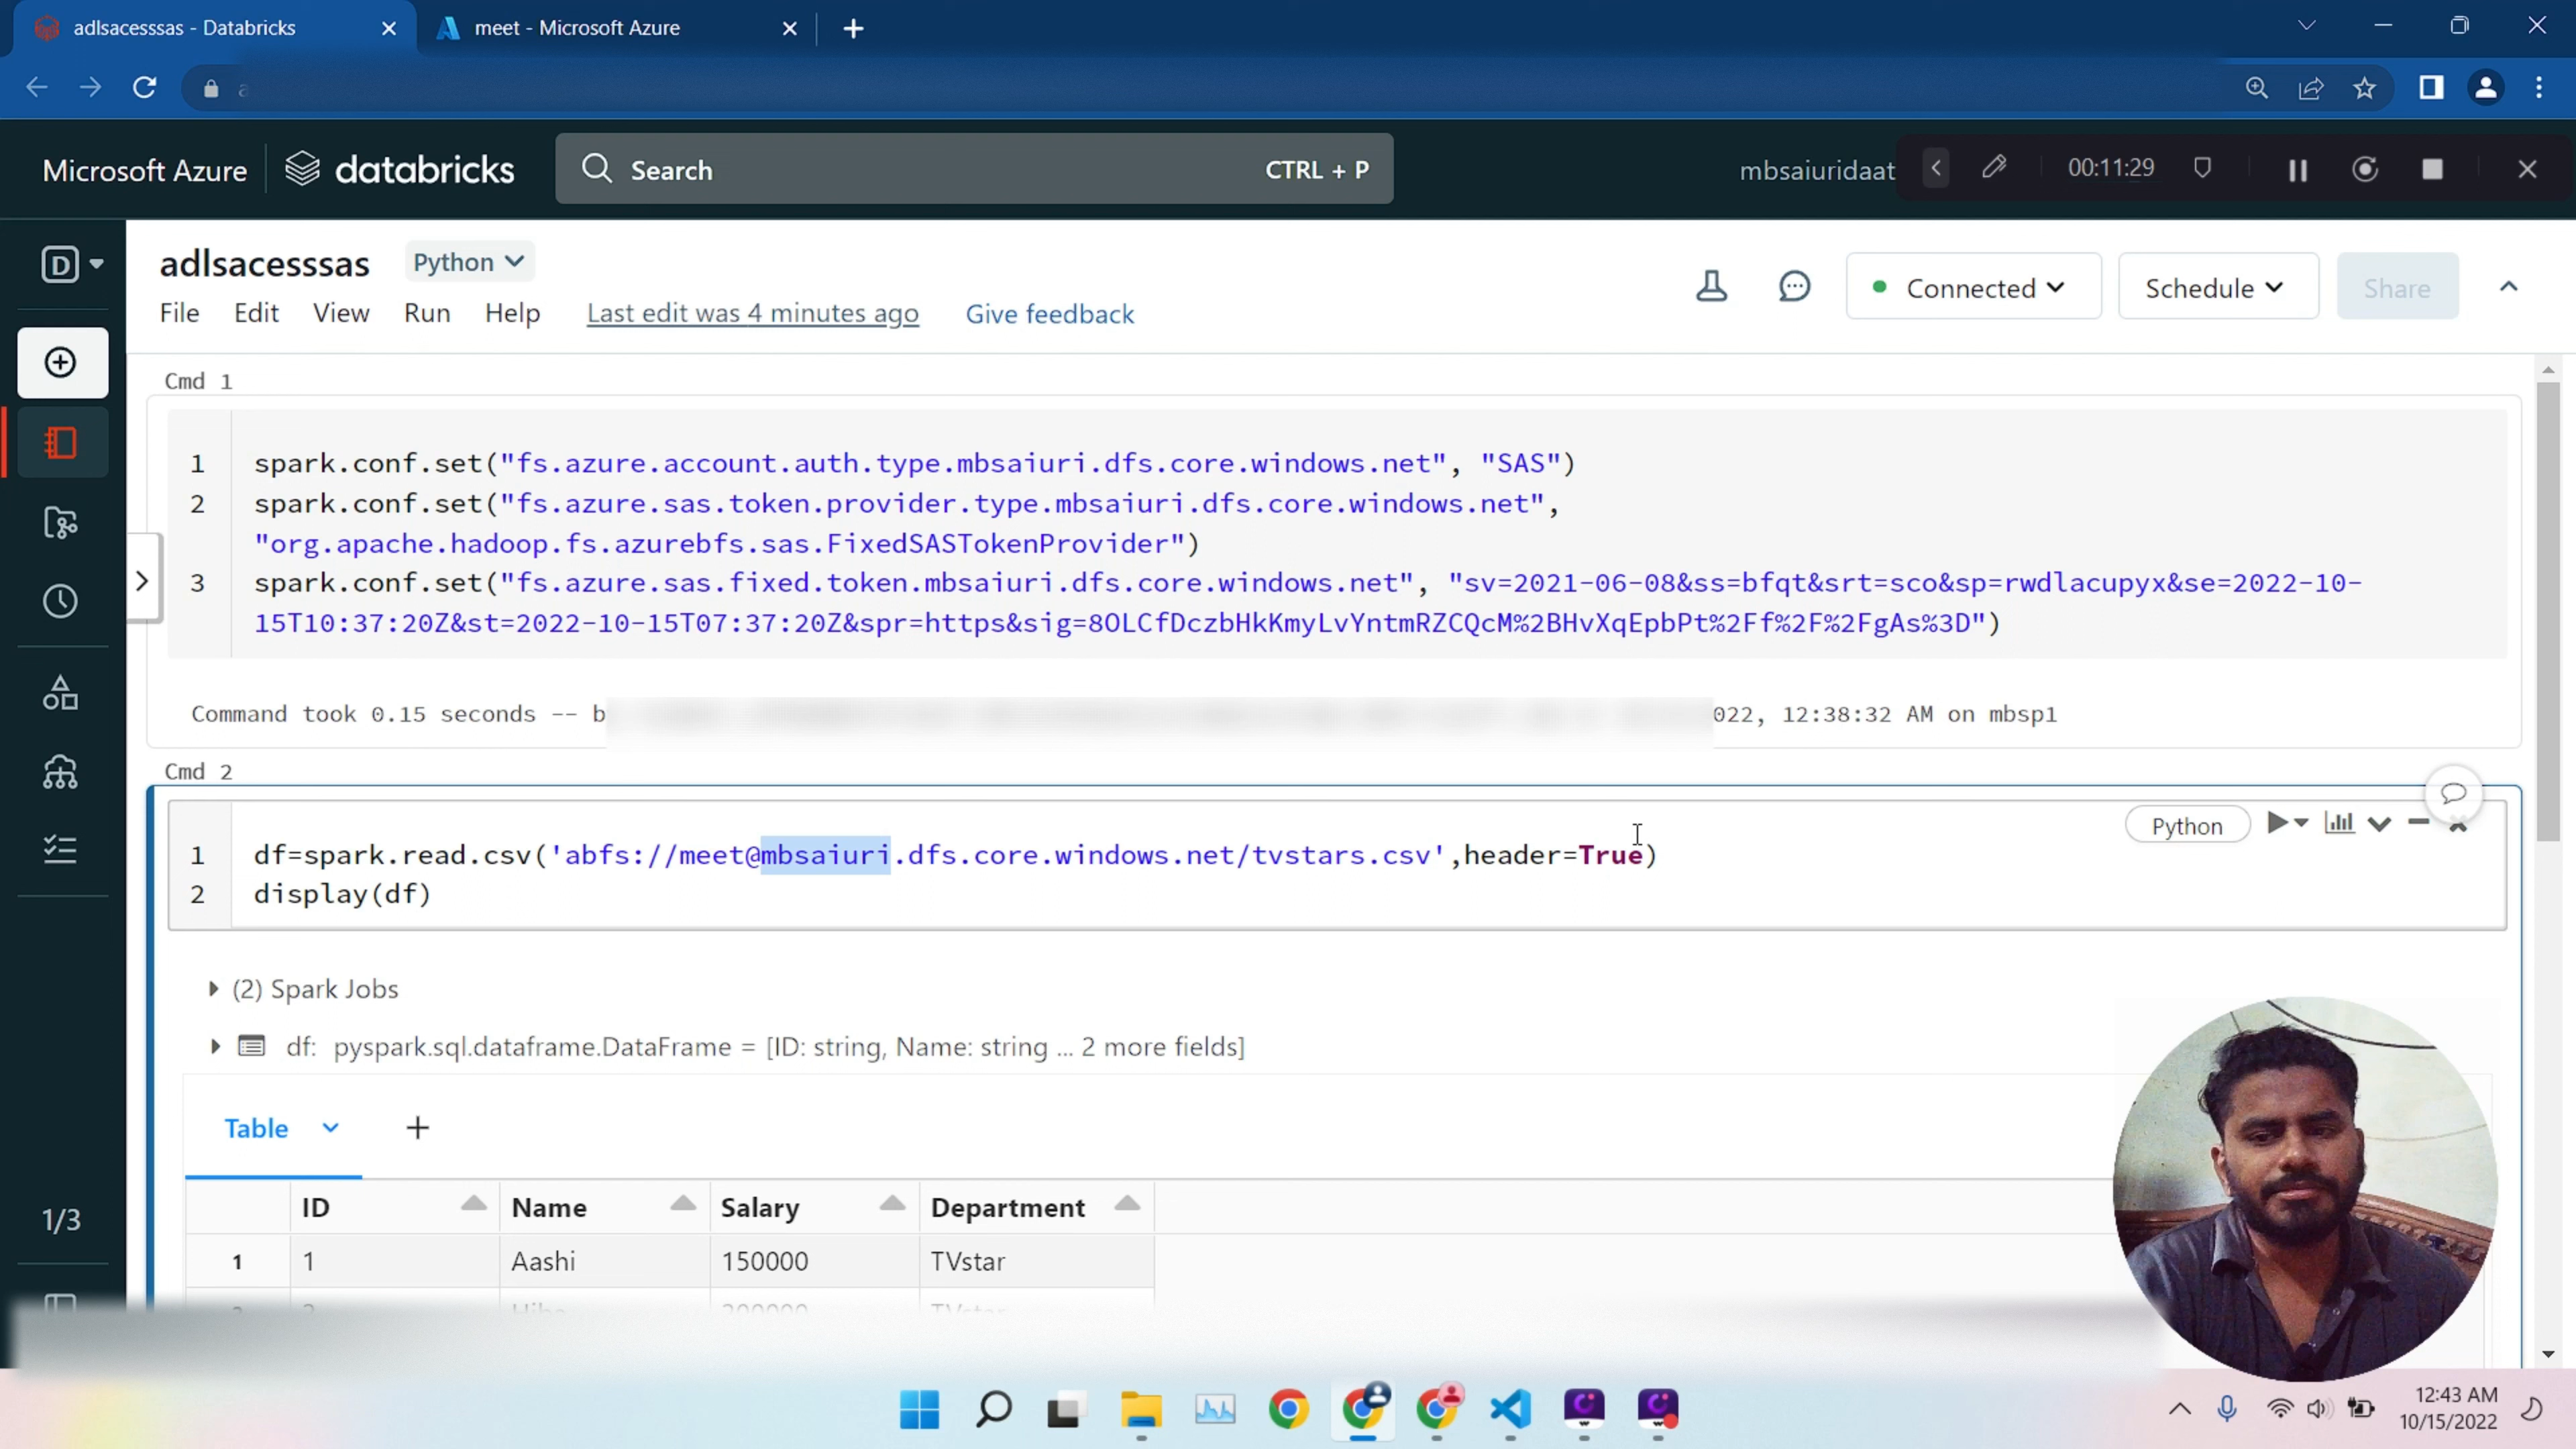 adlsacesssas - Databricks
meet - Microsoft Azure
a
Microsoft Azure
databricks
Search
CTRL + P
mbsaiuridaat
00:11:29
D
adlsacesssas
Python
File
Edit
View
Run
Help
Last edit was 4 minutes ago
Give feedback
Connected
Schedule
Share
Cmd 1
1 spark.conf.set("fs.azure.account.auth.type.mbsaiuri.dfs.core.windows.net", "SAS")
2 spark.conf.set("fs.azure.sas.token.provider.type.mbsaiuri.dfs.core.windows.net",
"org.apache.hadoop.fs.azurebfs.sas.FixedSASTokenProvider")
3 spark.conf.set("fs.azure.sas.fixed.token.mbsaiuri.dfs.core.windows.net", "sv=2021-06-08&ss=bfqt&srt=sco&sp=rwdlacupyx&se=2022-10-
15T10:37:20Z&st=2022-10-15T07:37:20Z&spr=https&sig=8OLCfDczbHkKmyLvYntmRZCQcM%2BHvXqEpbPt%2Ff%2F%2FgAs%3D")
Command took 0.15 seconds -- b
022, 12:38:32 AM on mbsp1
Cmd 2
Python
1 df=spark.read.csv('abfs://meet@mbsaiuri.dfs.core.windows.net/tvstars.csv',header=True)
2 display(df)
(2) Spark Jobs
df: pyspark.sql.dataframe.DataFrame = [ID: string, Name: string ... 2 more fields]
Table
+
ID Name Salary Department
1 1 Aashi 150000 TVstar
1/3
12:43 AM
10/15/2022